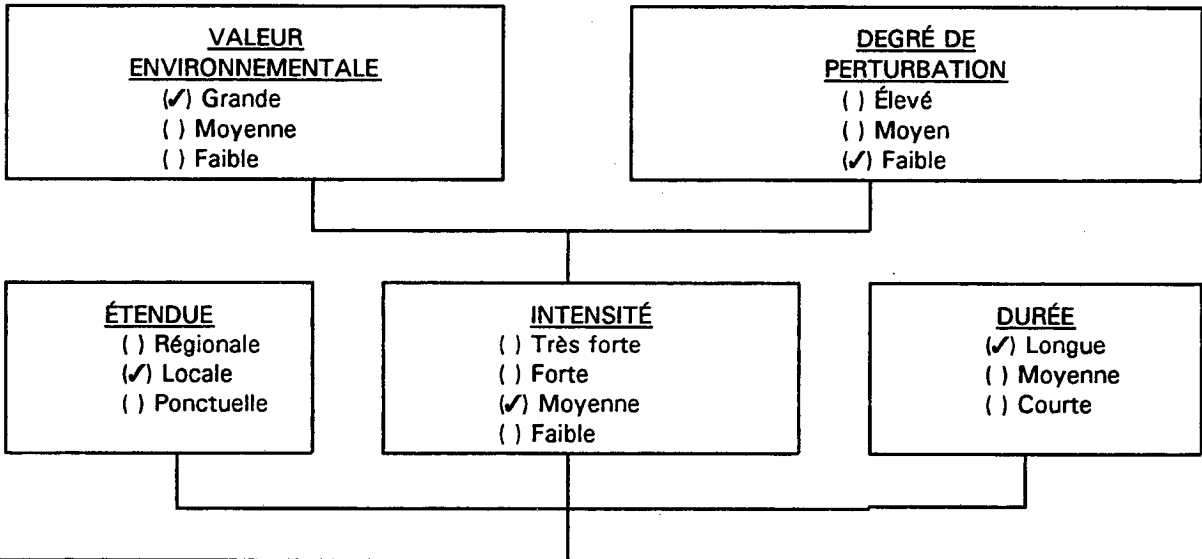 VALEUR
ENVIRONNEMENTALE
(✓) Grande
( ) Moyenne
( ) Faible
DEGRÉ DE
PERTURBATION
( ) Élevé
( ) Moyen
(✓) Faible
ÉTENDUE
( ) Régionale
(✓) Locale
( ) Ponctuelle
INTENSITÉ
( ) Très forte
( ) Forte
(✓) Moyenne
( ) Faible
DURÉE
(✓) Longue
( ) Moyenne
( ) Courte